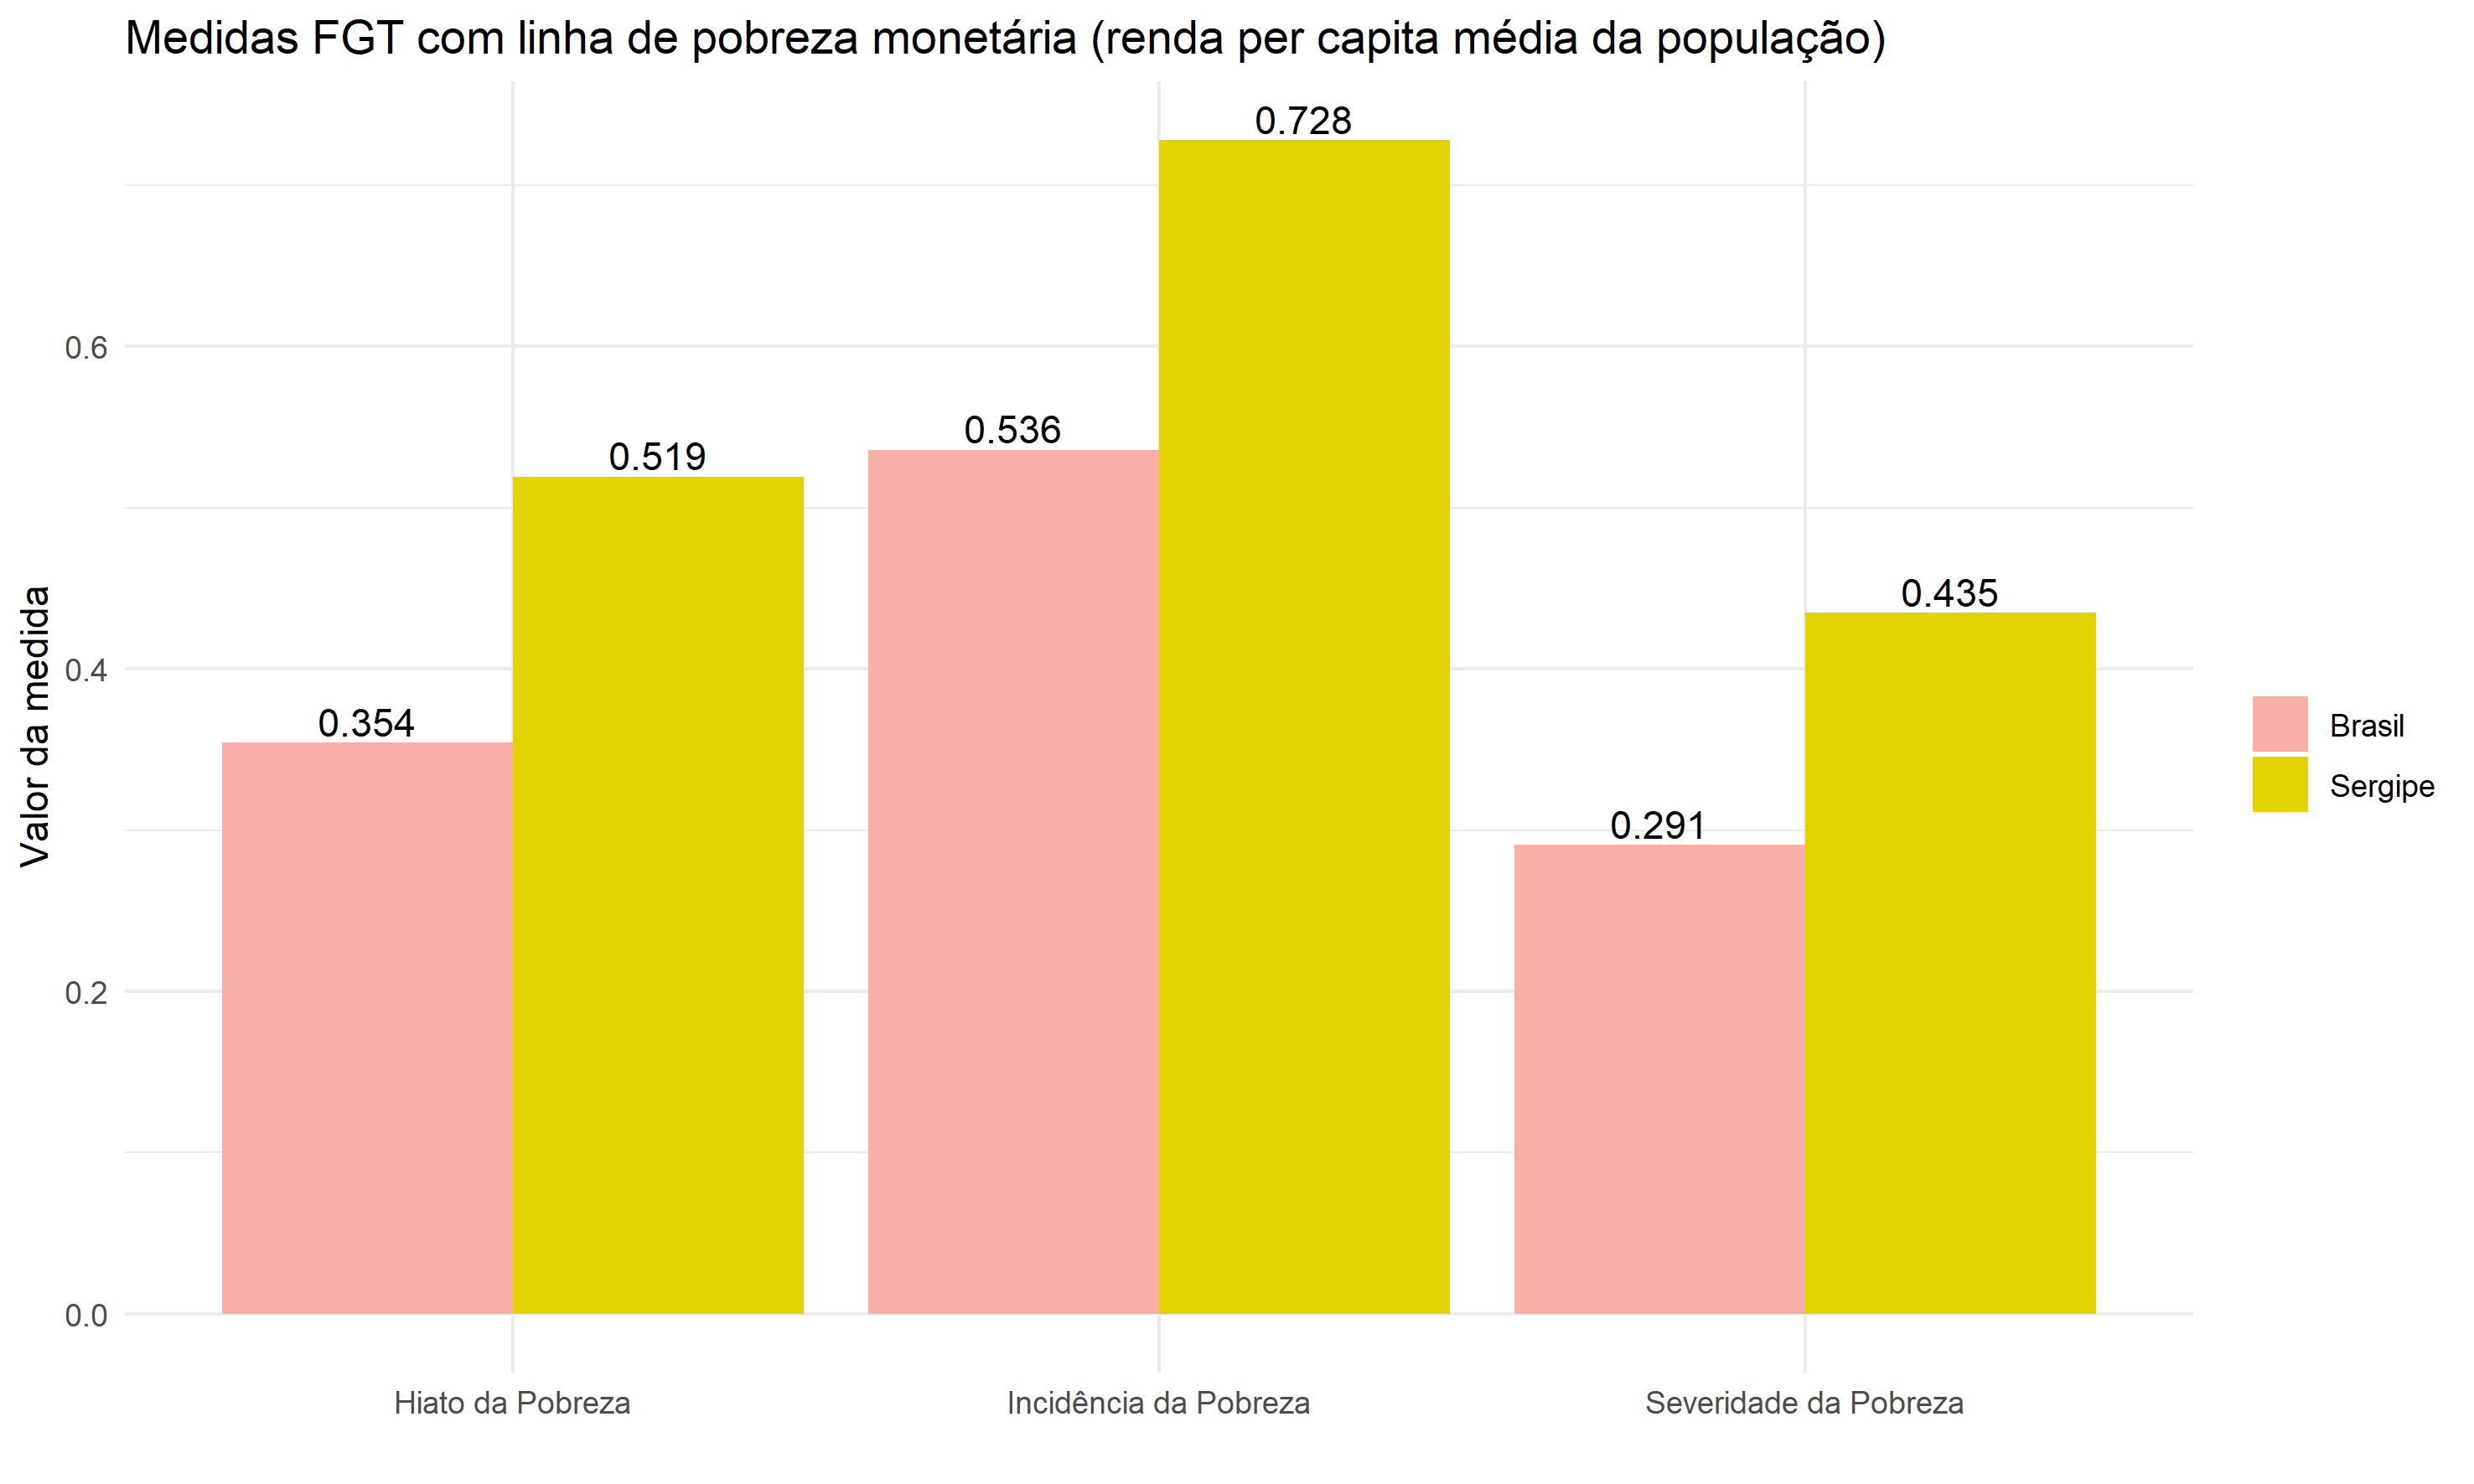 Medidas FGT com linha de pobreza monetária (renda per capita média da população)
Valor da medida
0.6
0.4
0.2
0.0
0.354
0.519
0.536
0.728
0.291
0.435
Hiato da Pobreza
Incidência da Pobreza
Severidade da Pobreza
Brasil
Sergipe